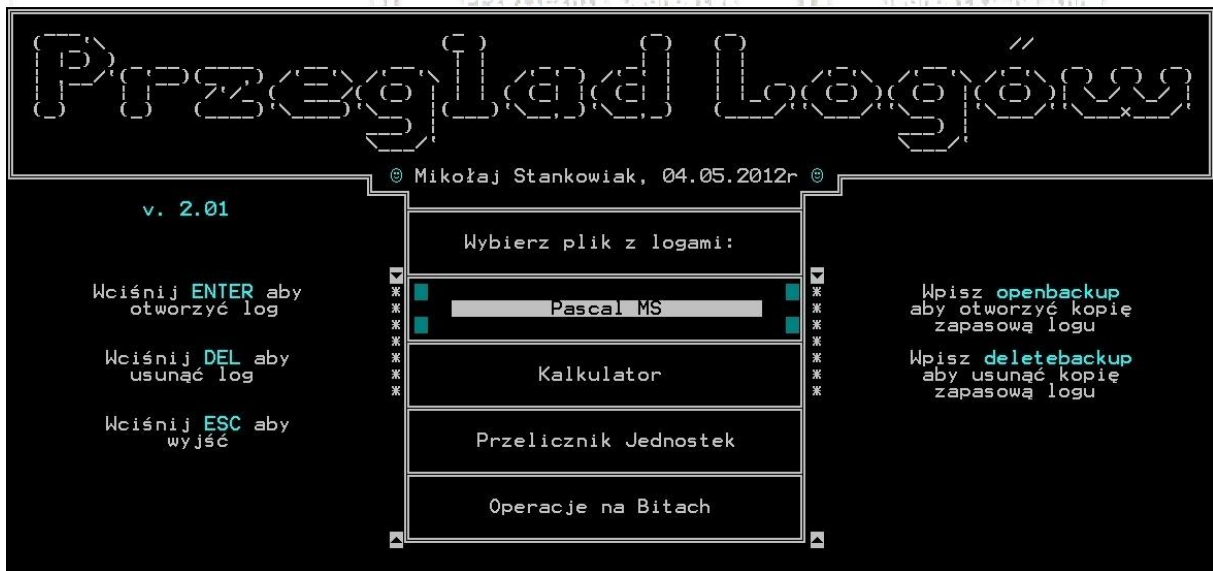 Przegląd Logów
☺ Mikołaj Stankowiak, 04.05.2012r ☺
v. 2.01
Wciśnij ENTER aby
otworzyć log
Wciśnij DEL aby
usunąć log
Wciśnij ESC aby
wyjść
Wybierz plik z logami:
Pascal MS
Kalkulator
Przelicznik Jednostek
Operacje na Bitach
Wpisz openbackup
aby otworzyć kopię
zapasową logu
Wpisz deletebackup
aby usunąć kopię
zapasową logu